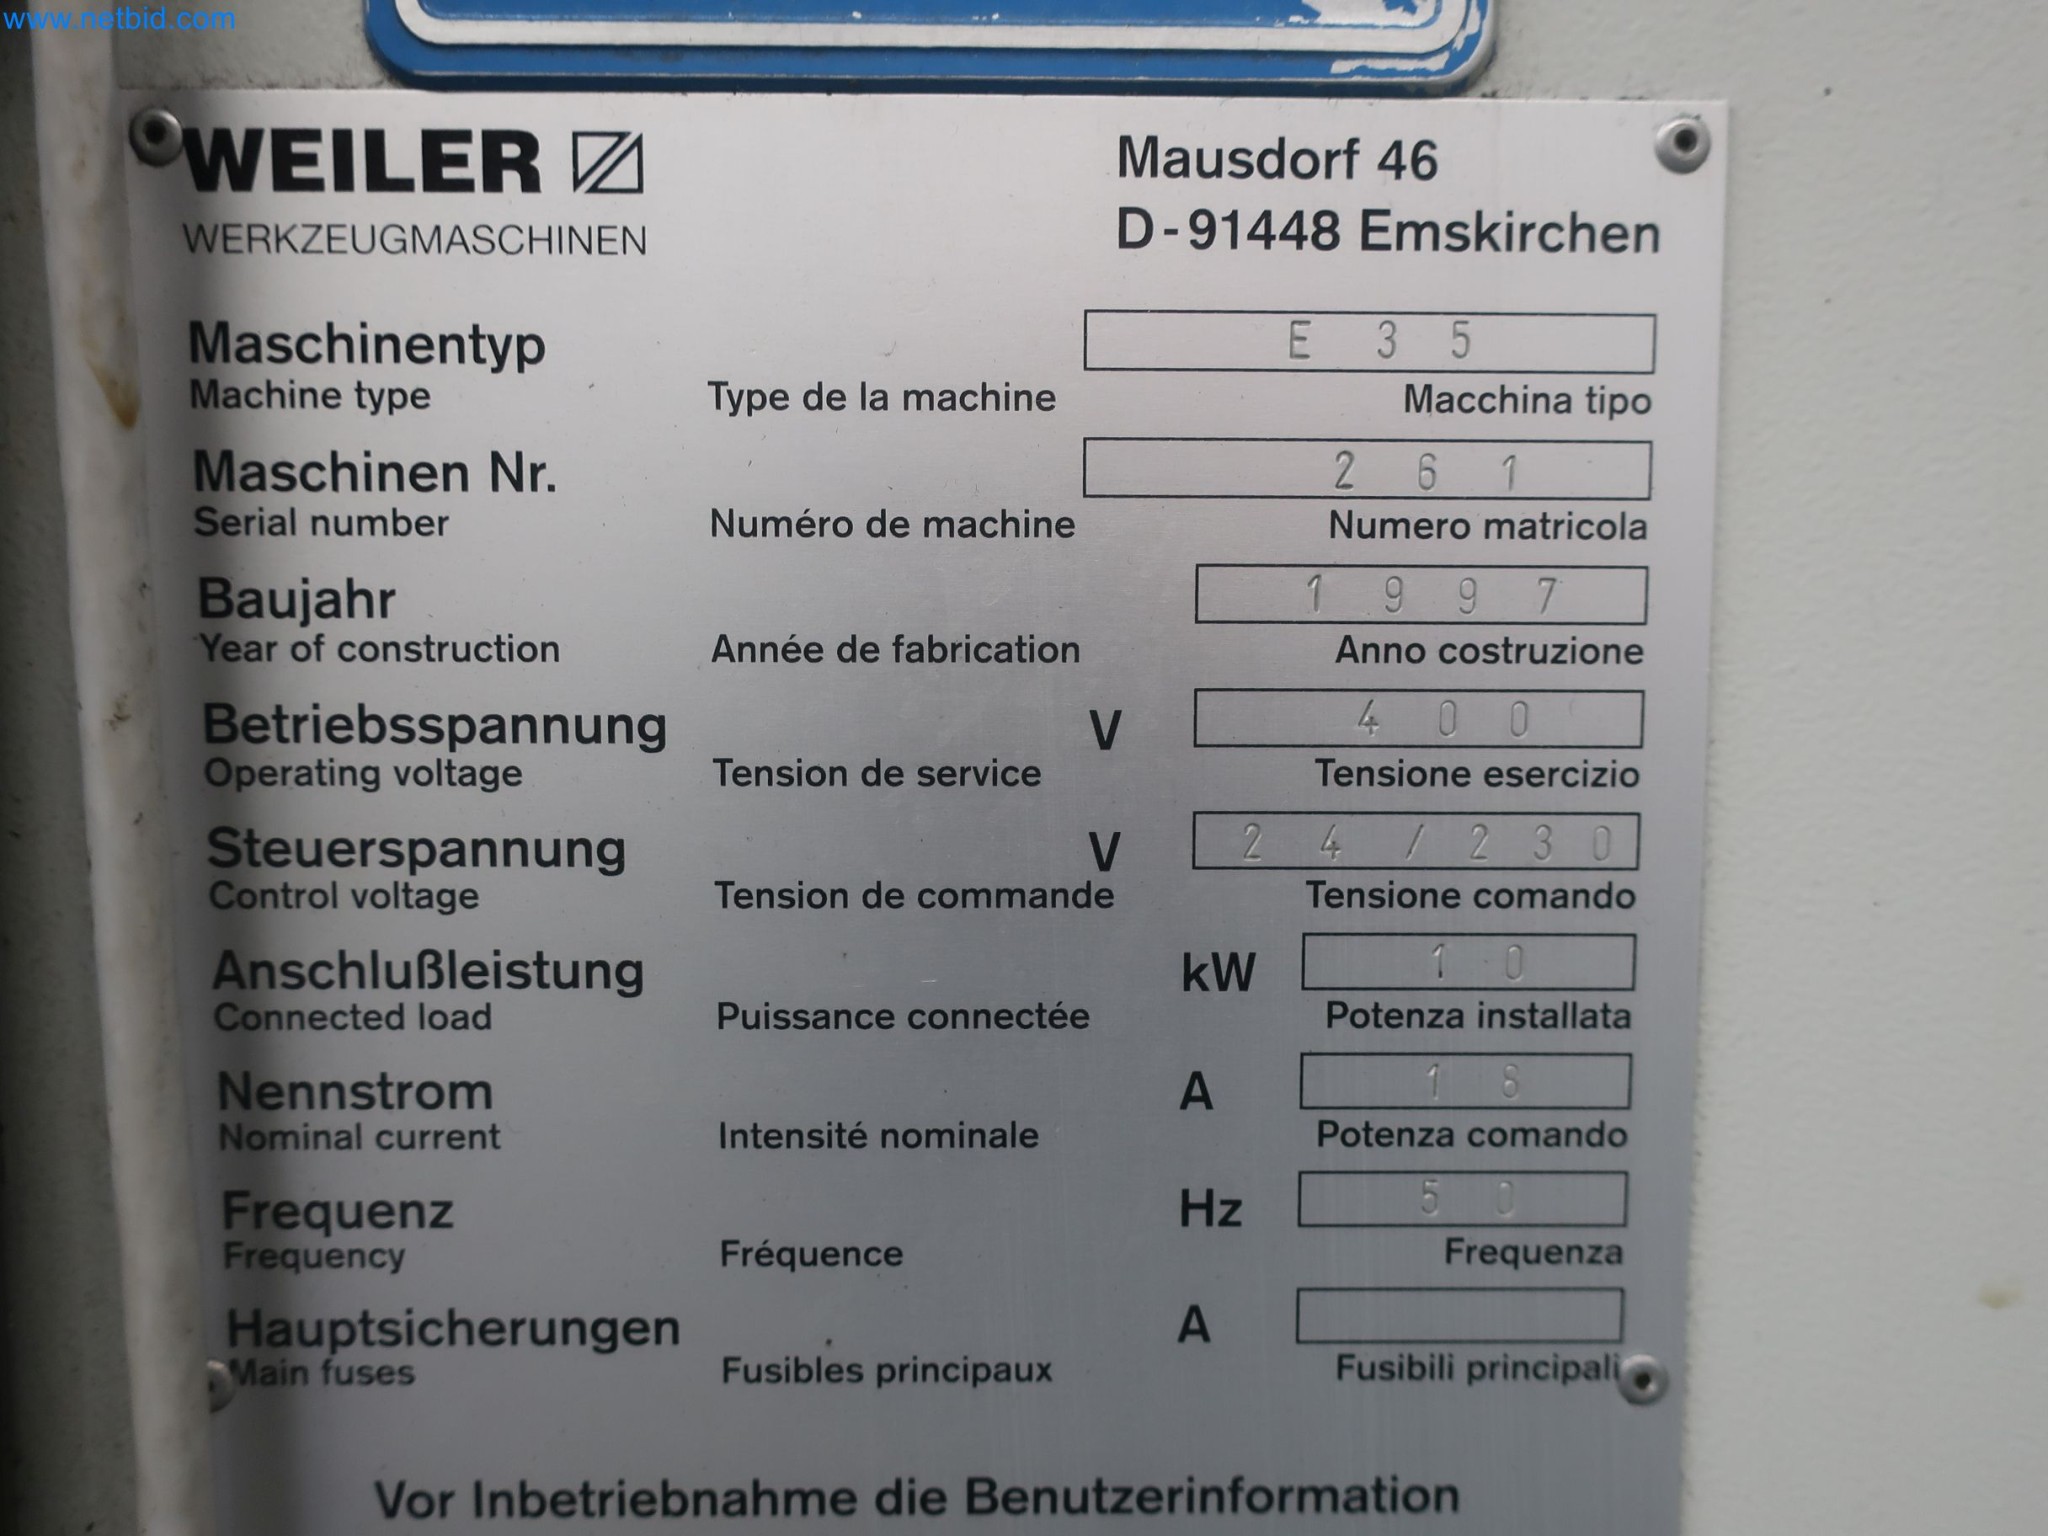 www.netbid.com
WEILER
WERKZEUGMASCHINEN
Mausdorf 46
D-91448 Emskirchen
Maschinentyp E 35
Machine type Type de la machine Macchina tipo
Maschinen Nr. 261
Serial number Numéro de machine Numero matricola
Baujahr 1997
Year of construction Année de fabrication Anno costruzione
Betriebsspannung V 400
Operating voltage Tension de service Tensione esercizio
Steuerspannung V 24/230
Control voltage Tension de commande Tensione comando
Anschlußleistung kW 10
Connected load Puissance connectée Potenza installata
Nennstrom A 18
Nominal current Intensité nominale Potenza comando
Frequenz Hz 50
Frequency Fréquence Frequenza
Hauptsicherungen A
Main fuses Fusibles principaux Fusibili principali
Vor Inbetriebnahme die Benutzerinformation